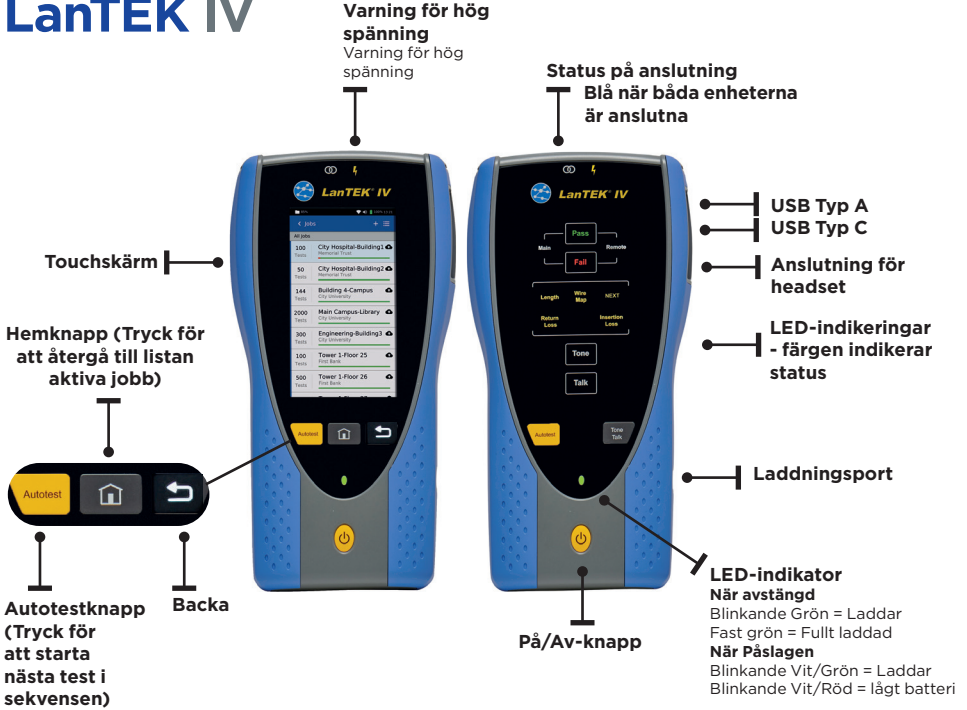 LanTEK IV
Varning för hög
spänning
Varning för hög
spänning
Status på anslutning
Blå när båda enheterna
är anslutna
Touchskärm
Hemknapp (Tryck för
att återgå till listan
aktiva jobb)
Autotest
Autotestknapp
(Tryck för
att starta
nästa test i
sekvensen)
Backa
LanTEK® IV
Jobs
All Jobs
100 City Hospital-Building1
Tests Memorial Trust
50 City Hospital-Building2
Tests Memorial Trust
144 Building 4-Campus
Tests City University
2000 Main Campus-Library
Tests City University
300 Engineering-Building3
Tests City University
100 Tower 1-Floor 25
Tests First Bank
500 Tower 1-Floor 26
Tests First Bank
Autotest
LanTEK® IV
Pass
Main Remote
Fail
Length Wire Map NEXT
Return Loss Insertion Loss
Tone
Talk
Autotest
Tone
Talk
USB Typ A
USB Typ C
Anslutning för
headset
LED-indikeringar
- färgen indikerar
status
Laddningsport
På/Av-knapp
LED-indikator
När avstängd
Blinkande Grön = Laddar
Fast grön = Fullt laddad
När Påslagen
Blinkande Vit/Grön = Laddar
Blinkande Vit/Röd = lågt batteri